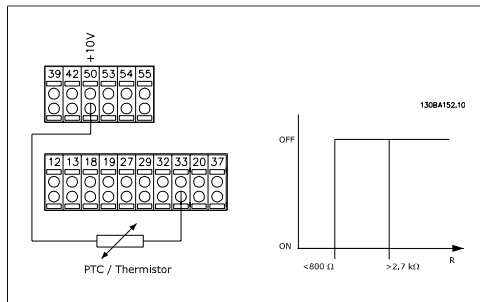 +10V
39 42 50 53 54 55
130BA152.10
OFF
12 13 18 19 27 29 32 33 20 37
ON
R
<800 Ω >2.7 kΩ
PTC / Thermistor